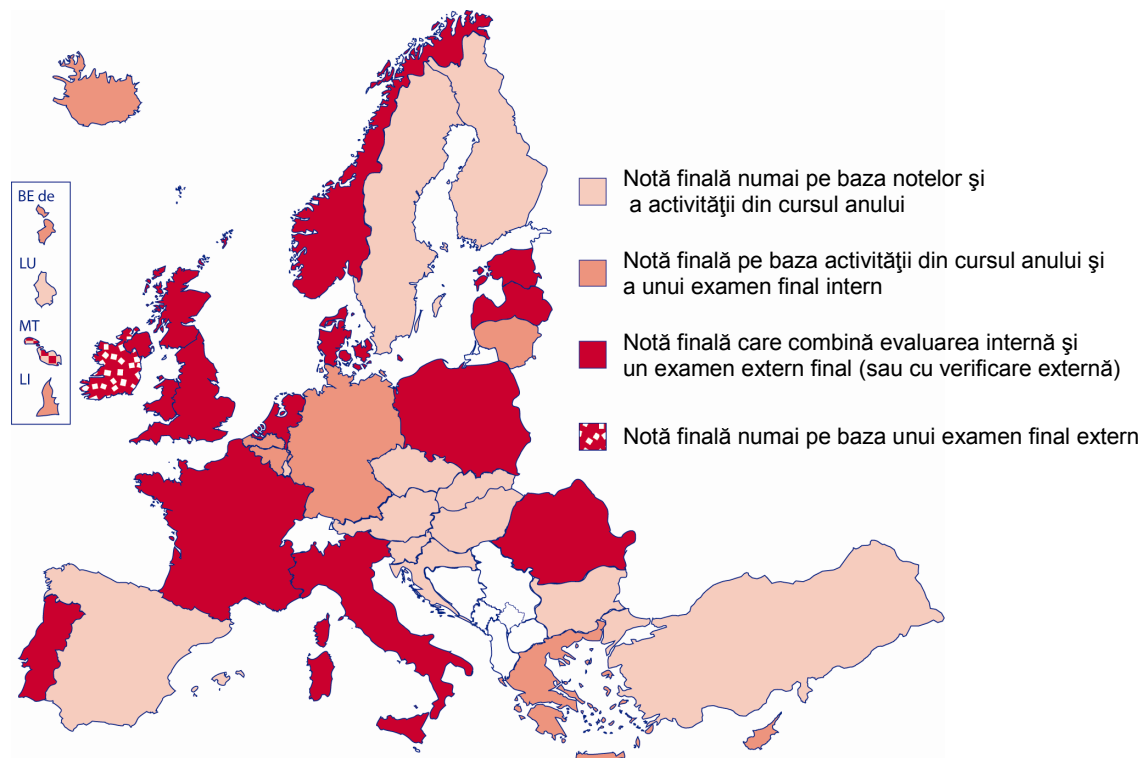 BE de
LU
MT
LI
Notă finală numai pe baza notelor şi
a activităţii din cursul anului
Notă finală pe baza activităţii din cursul anului şi
a unui examen final intern
Notă finală care combină evaluarea internă şi
un examen extern final (sau cu verificare externă)
Notă finală numai pe baza unui examen final extern